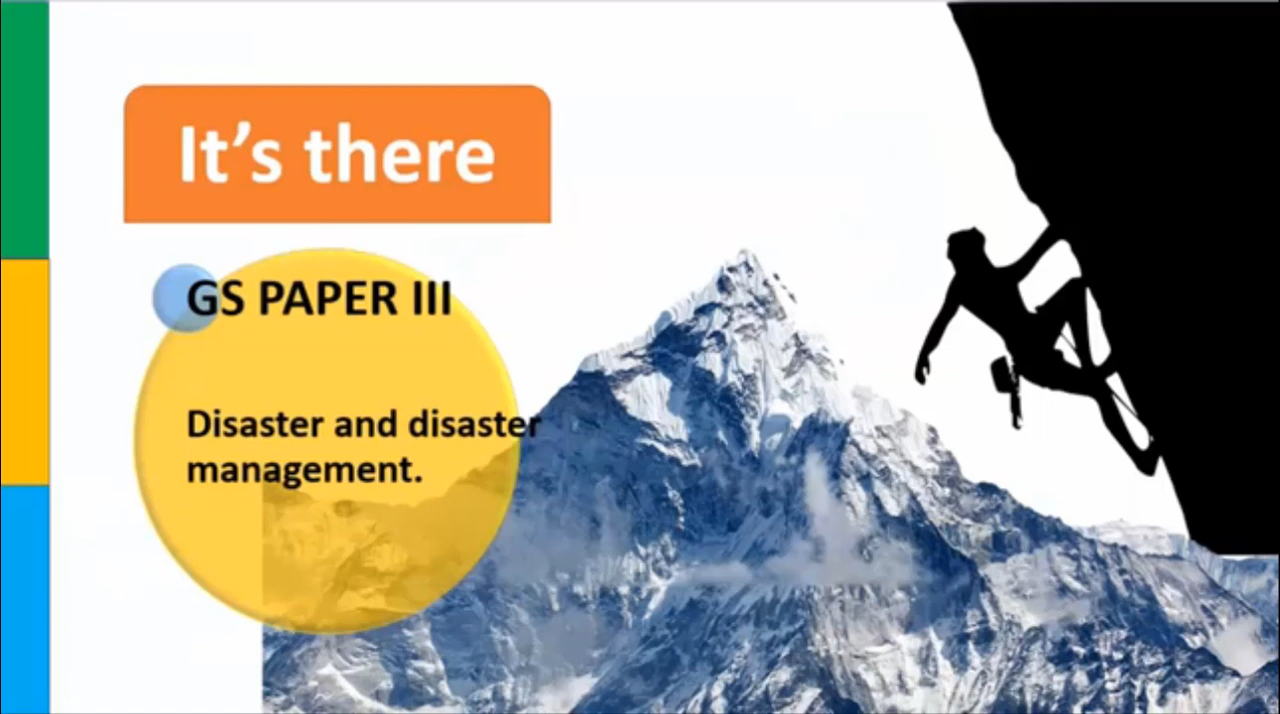 It’s there
GS PAPER III
Disaster and disaster
management.